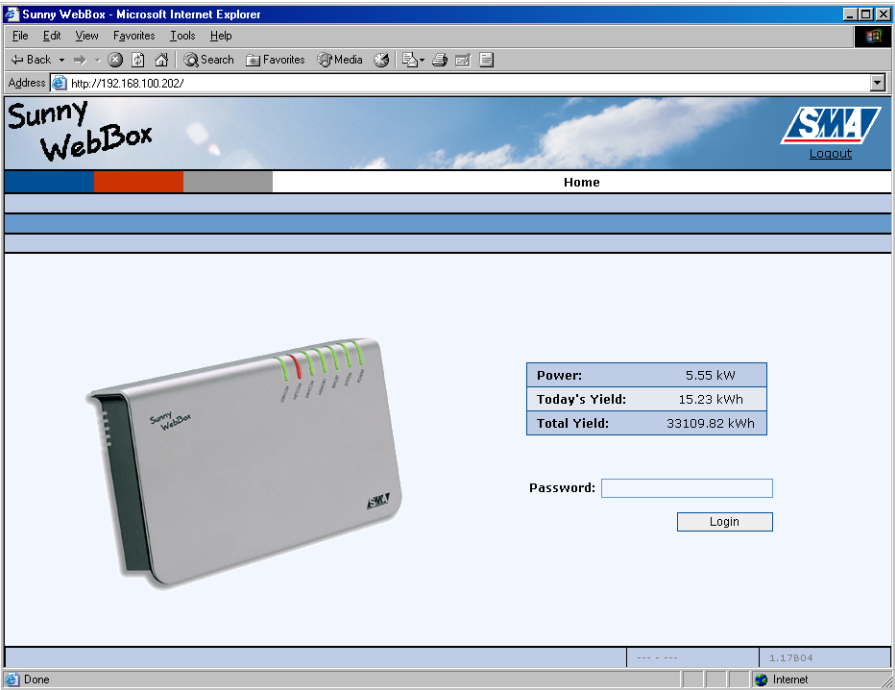 Sunny WebBox - Microsoft Internet Explorer
File Edit View Favorites Tools Help
Back Search Favorites Media
Address http://192.168.100.202/
Sunny
WebBox
SMA
Logout
Home
Sunny
WebBox
SMA
Power: 5.55 kW
Today's Yield: 15.23 kWh
Total Yield: 33109.82 kWh
Password:
Login
--- - --- 1.17B04
Done Internet